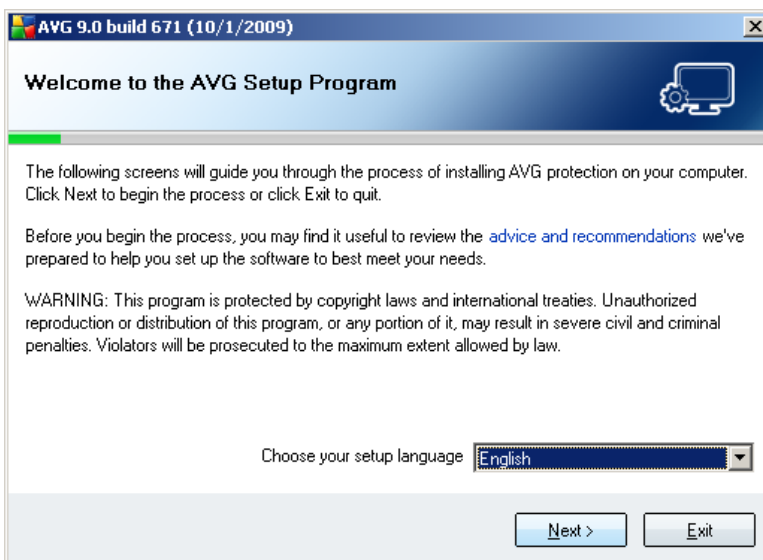 AVG 9.0 build 671 (10/1/2009)
Welcome to the AVG Setup Program
The following screens will guide you through the process of installing AVG protection on your computer.
Click Next to begin the process or click Exit to quit.
Before you begin the process, you may find it useful to review the advice and recommendations we've
prepared to help you set up the software to best meet your needs.
WARNING: This program is protected by copyright laws and international treaties. Unauthorized
reproduction or distribution of this program, or any portion of it, may result in severe civil and criminal
penalties. Violators will be prosecuted to the maximum extent allowed by law.
Choose your setup language English
Next > Exit